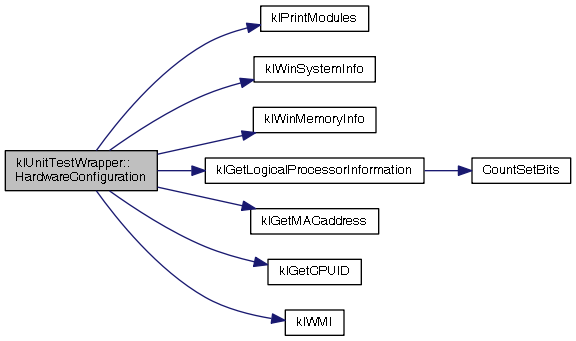 klUnitTestWrapper::
HardwareConfiguration
klPrintModules
klWinSystemInfo
klWinMemoryInfo
klGetLogicalProcessorInformation
CountSetBits
klGetMACaddress
klGetCPUID
klWMI